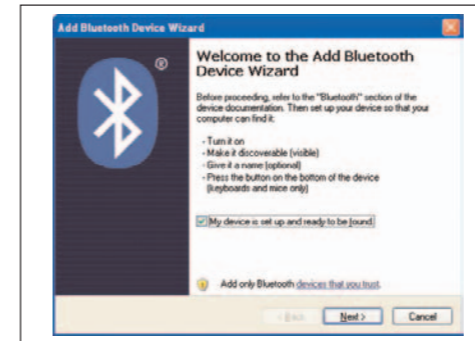 Add Bluetooth Device Wizard
®
Welcome to the Add Bluetooth
Device Wizard
Before proceeding, refer to the "Bluetooth" section of the
device documentation. Then set up your device so that your
computer can find it:
- Turn it on
- Make it discoverable (visible)
- Give it a name (optional)
- Press the button on the bottom of the device
(keyboards and mice only)
My device is set up and ready to be found.
Add only Bluetooth devices that you trust.
< Back Next > Cancel